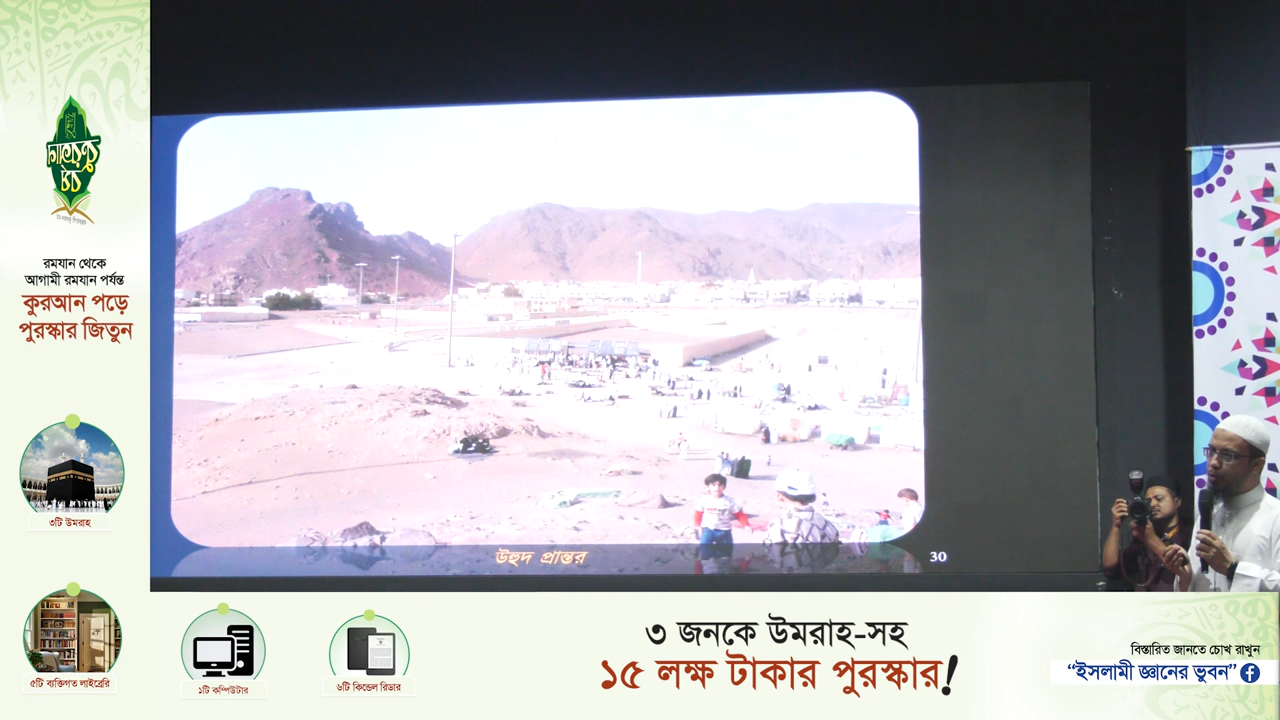 রমযান থেকে
আগামী রমযান পর্যন্ত
কুরআন পড়ে
পুরস্কার জিতুন
৩টি উমরাহ
৫টি ব্যক্তিগত লাইব্রেরি
১টি কম্পিউটার
৬টি কিন্ডেল রিডার
উহুদ প্রান্তর
30
৩ জনকে উমরাহ-সহ
১৫ লক্ষ টাকার পুরস্কার!
বিস্তারিত জানতে চোখ রাখুন
“ইসলামী জ্ঞানের ভুবন”